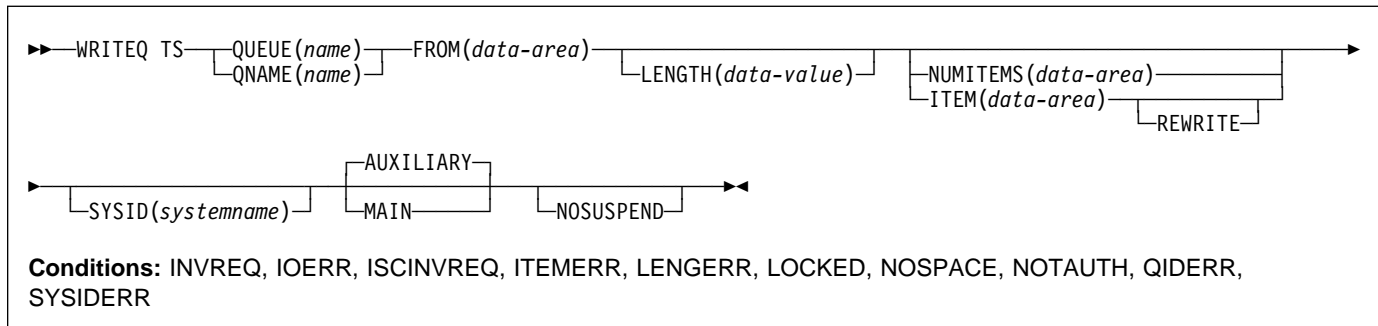 WRITEQ TS QUEUE(name) FROM(data-area)
QNAME(name) LENGTH(data-value) NUMITEMS(data-area)
ITEM(data-area)
REWRITE
AUXILIARY
SYSID(systemname) MAIN NOSUSPEND
Conditions: INVREQ, IOERR, ISCINVREQ, ITEMERR, LENGERR, LOCKED, NOSPACE, NOTAUTH, QIDERR,
SYSIDERR